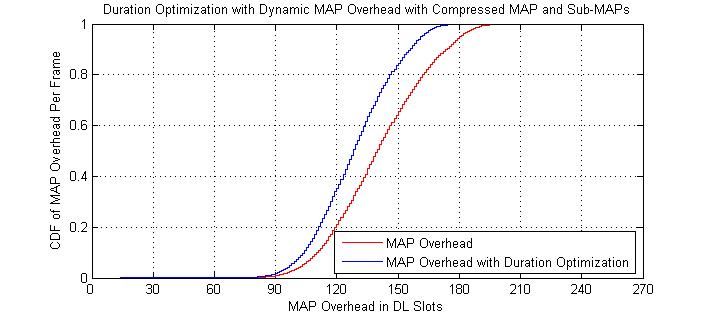 Duration Optimization with Dynamic MAP Overhead with Compressed MAP and Sub-MAPs
1
0.8
0.6
0.4
0.2
0
CDF of MAP Overhead Per Frame
MAP Overhead
MAP Overhead with Duration Optimization
0 30 60 90 120 150 180 210 240 270
MAP Overhead in DL Slots